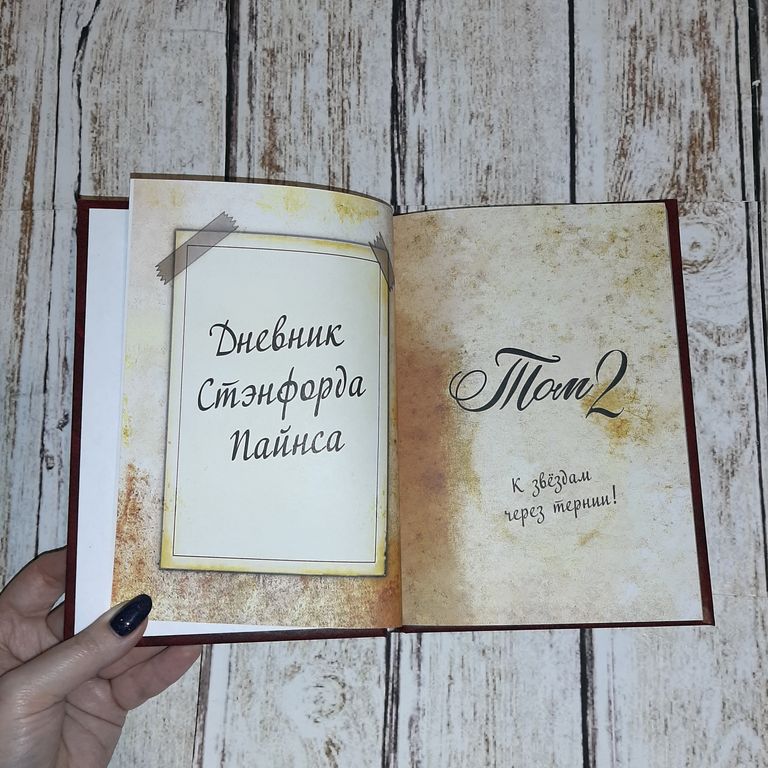 Дневник
Стэнфорда
Пайнса
Том 2
К звёздам
через тернии!